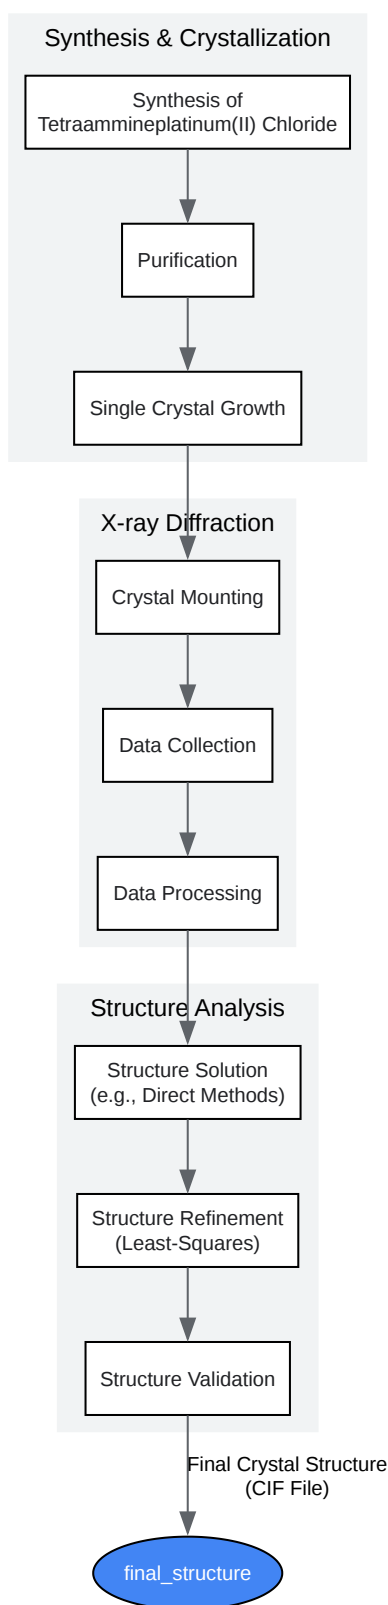 Synthesis & Crystallization
Synthesis of
Tetraammineplatinum(II) Chloride
Purification
Single Crystal Growth
X-ray Diffraction
Crystal Mounting
Data Collection
Data Processing
Structure Analysis
Structure Solution
(e.g., Direct Methods)
Structure Refinement
(Least-Squares)
Structure Validation
Final Crystal Structure
(CIF File)
final_structure